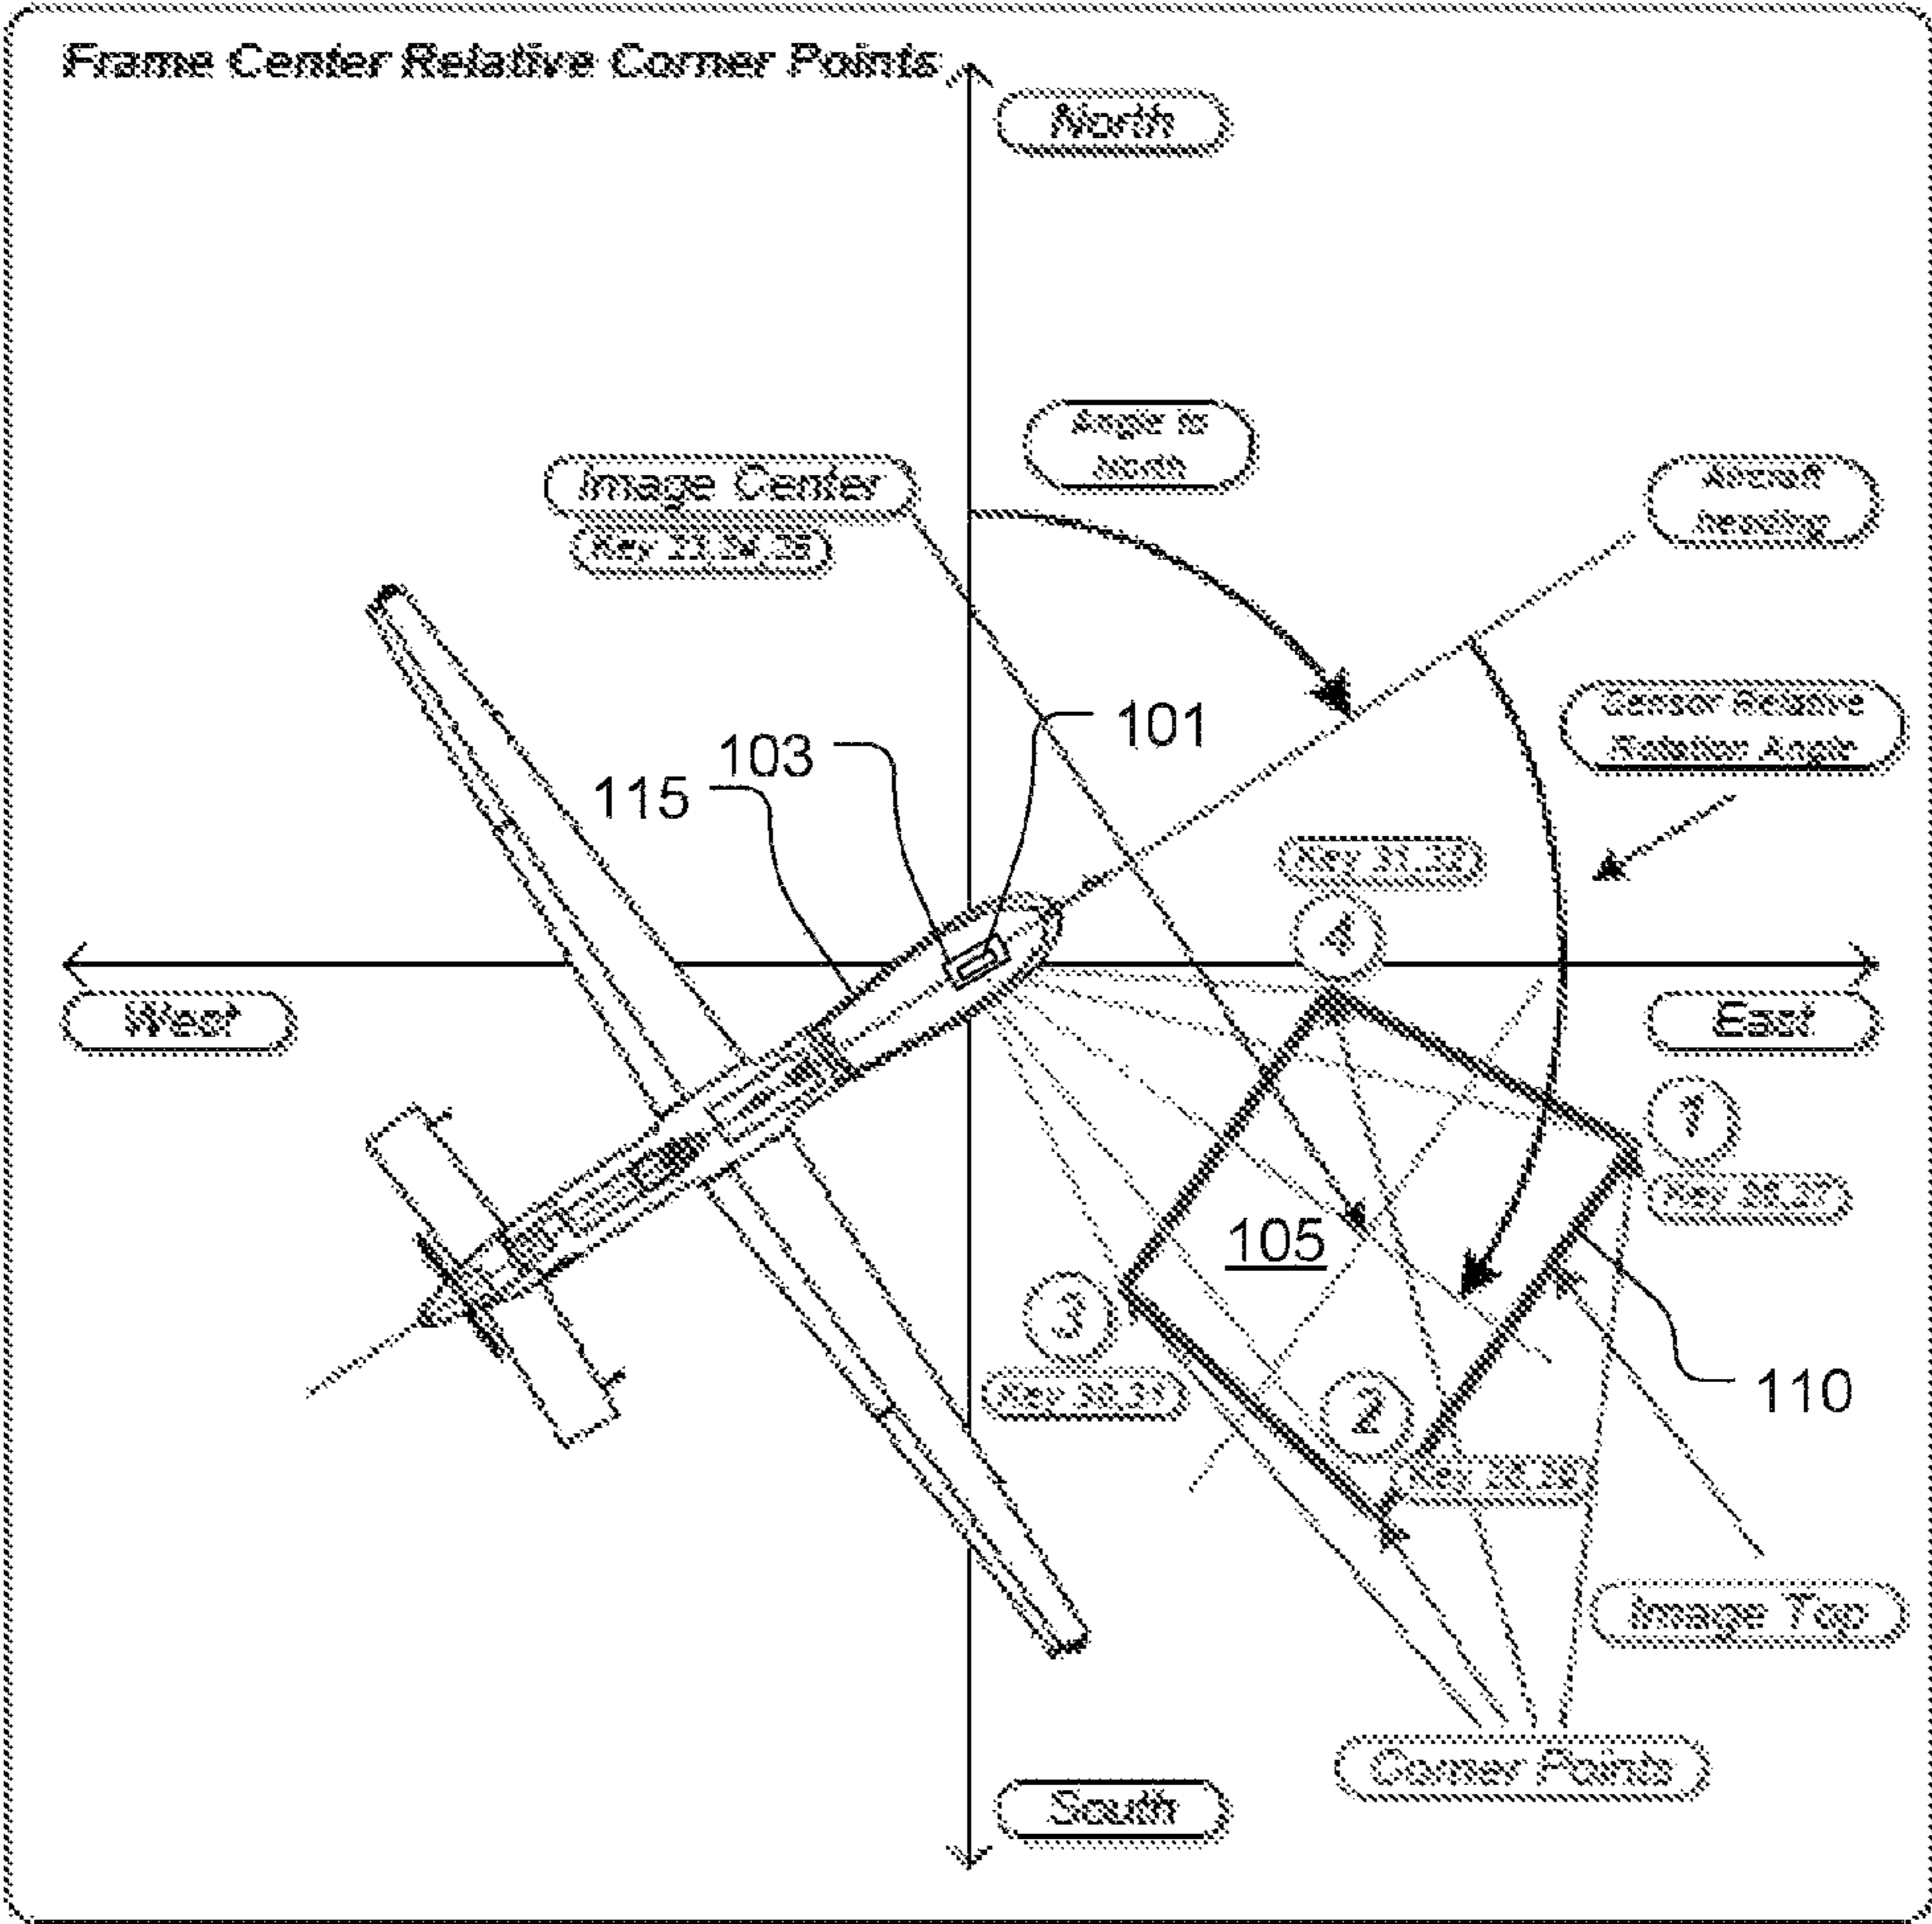 Frame Center Relative Corner Points
North
Angle to
North
Image Center
Aircraft
heading
Sensor Relative
Rotation Angle
101
103
115
4
West
East
1
105
3
2
110
Image Top
Corner Points
South